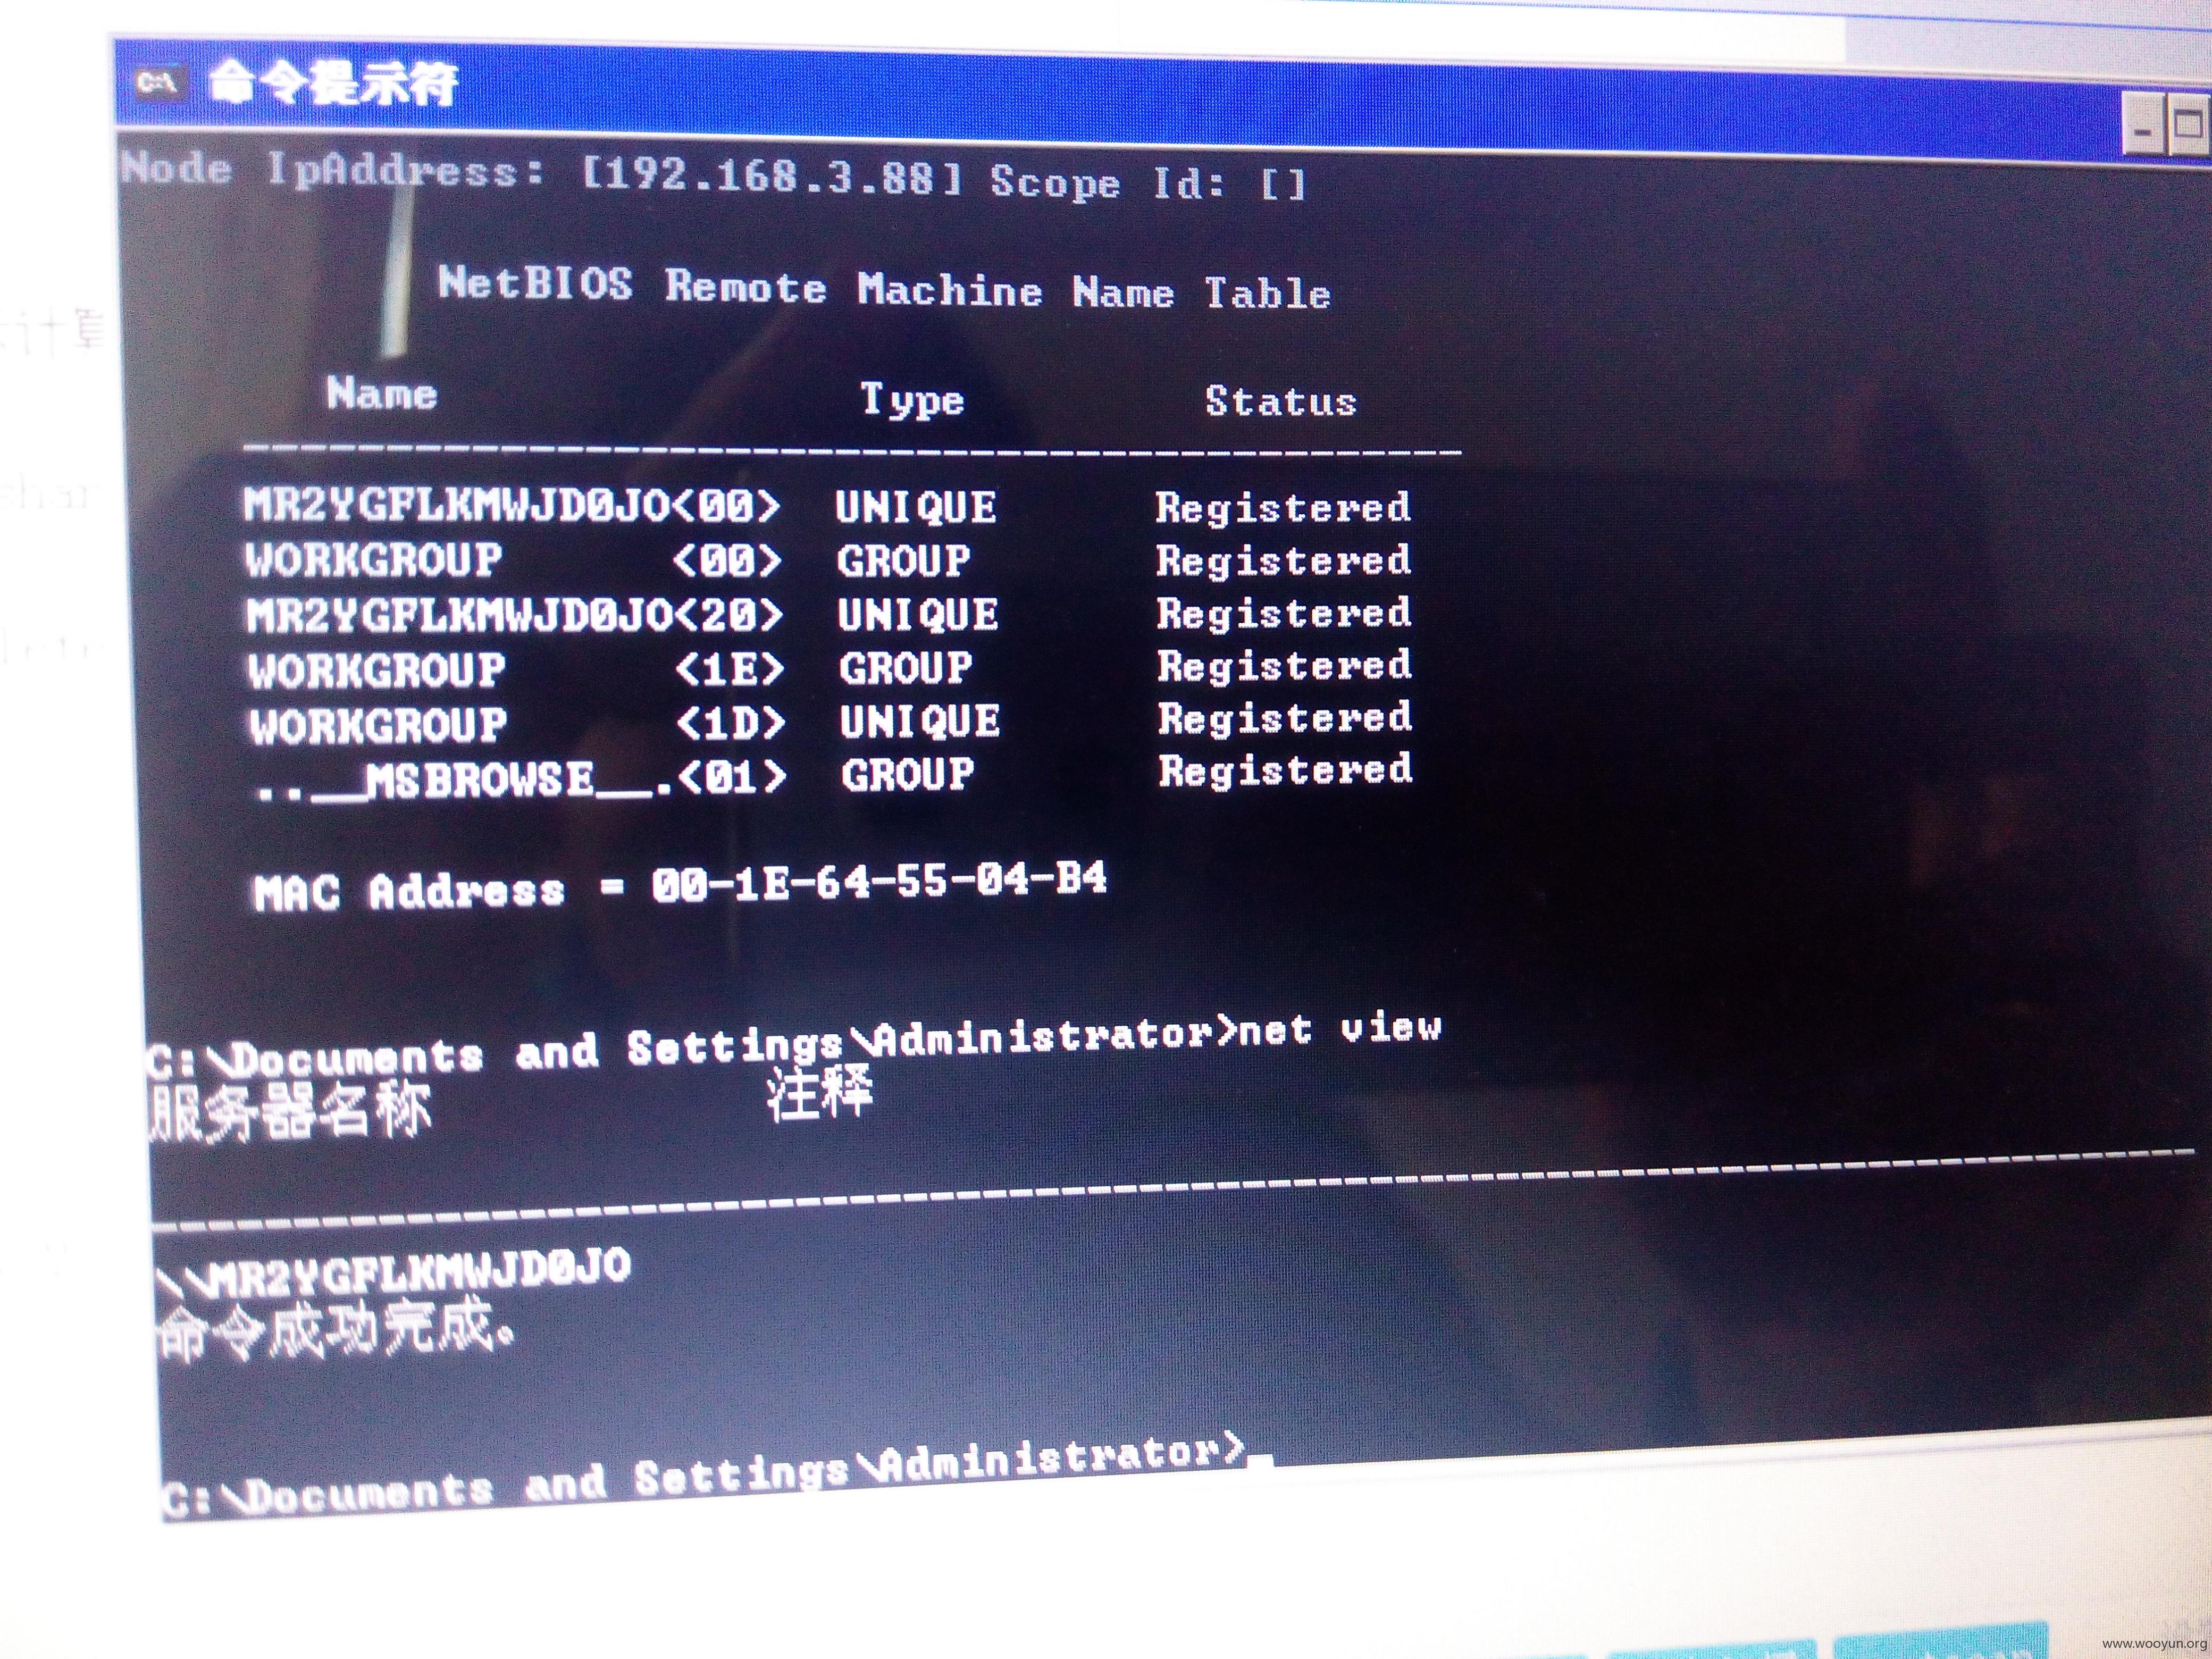 命令提示符
Node IpAddress: [192.168.3.88] Scope Id: []
NetBIOS Remote Machine Name Table
Name Type Status
---------------------------------------------
MR2YGFLKMWJD0JO<00> UNIQUE Registered
WORKGROUP <00> GROUP Registered
MR2YGFLKMWJD0JO<20> UNIQUE Registered
WORKGROUP <1E> GROUP Registered
WORKGROUP <1D> UNIQUE Registered
..__MSBROWSE__.<01> GROUP Registered
MAC Address = 00-1E-64-55-04-B4
C:\Documents and Settings\Administrator>net view
服务器名称 注释
-------------------------------------------------------------------------------
\\MR2YGFLKMWJD0JO
命令成功完成。
C:\Documents and Settings\Administrator>_
www.wooyun.org